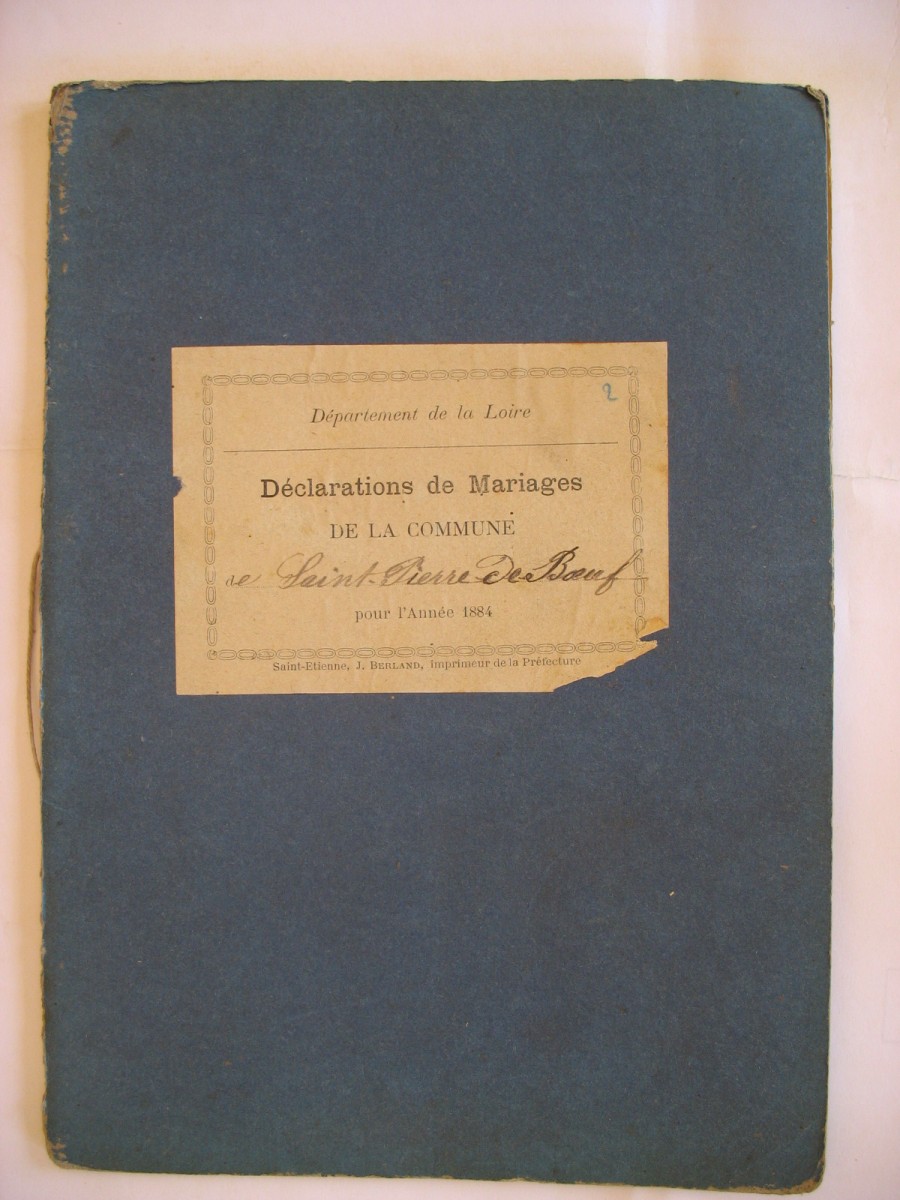 2
Département de la Loire
Déclarations de Mariages
DE LA COMMUNE
de Saint-Pierre-De-Bœuf
pour l'Année 1884
Saint-Etienne, J. BERLAND, imprimeur de la Préfecture